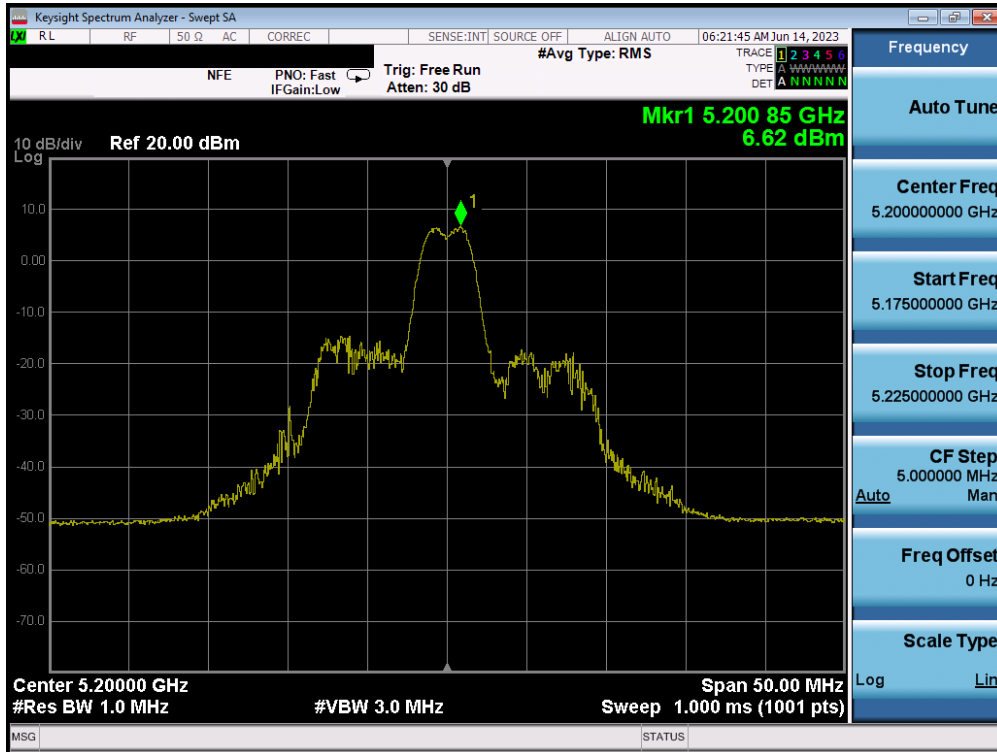 Keysight Spectrum Analyzer - Swept SA
LXI RL RF 50 Ω AC CORREC SENSE:INT SOURCE OFF ALIGN AUTO 06:21:45 AM Jun 14, 2023
#Avg Type: RMS
TRACE 1 2 3 4 5 6
TYPE A WWWWW
DET A N N N N N
NFE
PNO: Fast
IFGain:Low
Trig: Free Run
Atten: 30 dB
Mkr1 5.200 85 GHz
6.62 dBm
10 dB/div
Log
Ref 20.00 dBm
1
10.0
0.00
-10.0
-20.0
-30.0
-40.0
-50.0
-60.0
-70.0
Center 5.20000 GHz
Span 50.00 MHz
#Res BW 1.0 MHz
#VBW 3.0 MHz
Sweep 1.000 ms (1001 pts)
MSG
STATUS
Frequency
Auto Tune
Center Freq
5.200000000 GHz
Start Freq
5.175000000 GHz
Stop Freq
5.225000000 GHz
CF Step
5.000000 MHz
Auto Man
Freq Offset
0 Hz
Scale Type
Log Lin